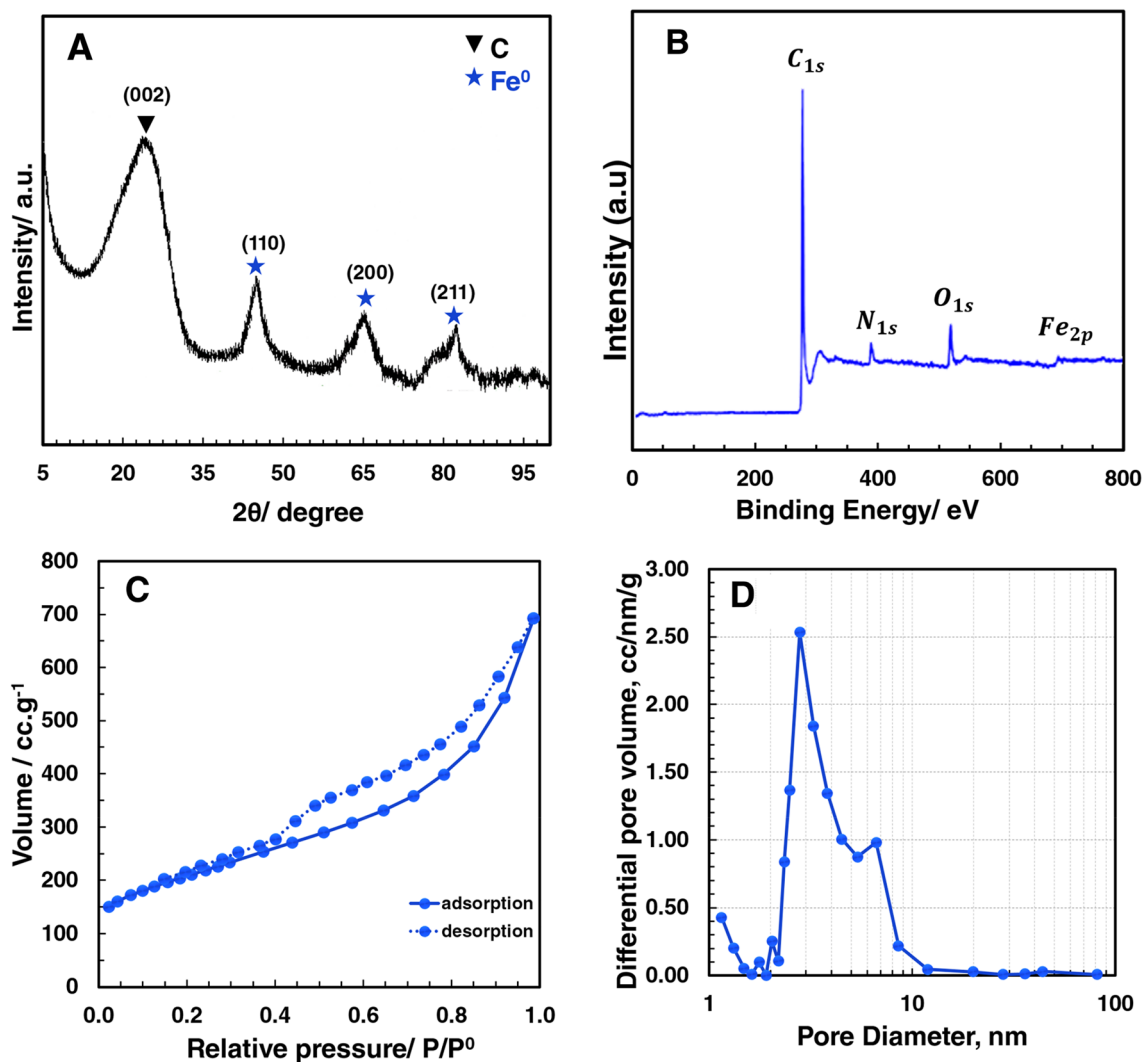 A
▼ C
★ Fe⁰
(002)
(110)
(200)
(211)
Intensity/ a.u.
5 20 35 50 65 80 95
2θ/ degree
B
C₁ₛ
N₁ₛ
O₁ₛ
Fe₂ₚ
Intensity (a.u)
0 200 400 600 800
Binding Energy/ eV
C
800
700
600
500
400
300
200
100
0
Volume / cc.g⁻¹
adsorption
desorption
0.0 0.2 0.4 0.6 0.8 1.0
Relative pressure/ P/P⁰
D
3.00
2.50
2.00
1.50
1.00
0.50
0.00
Differential pore volume, cc/nm/g
1 10 100
Pore Diameter, nm